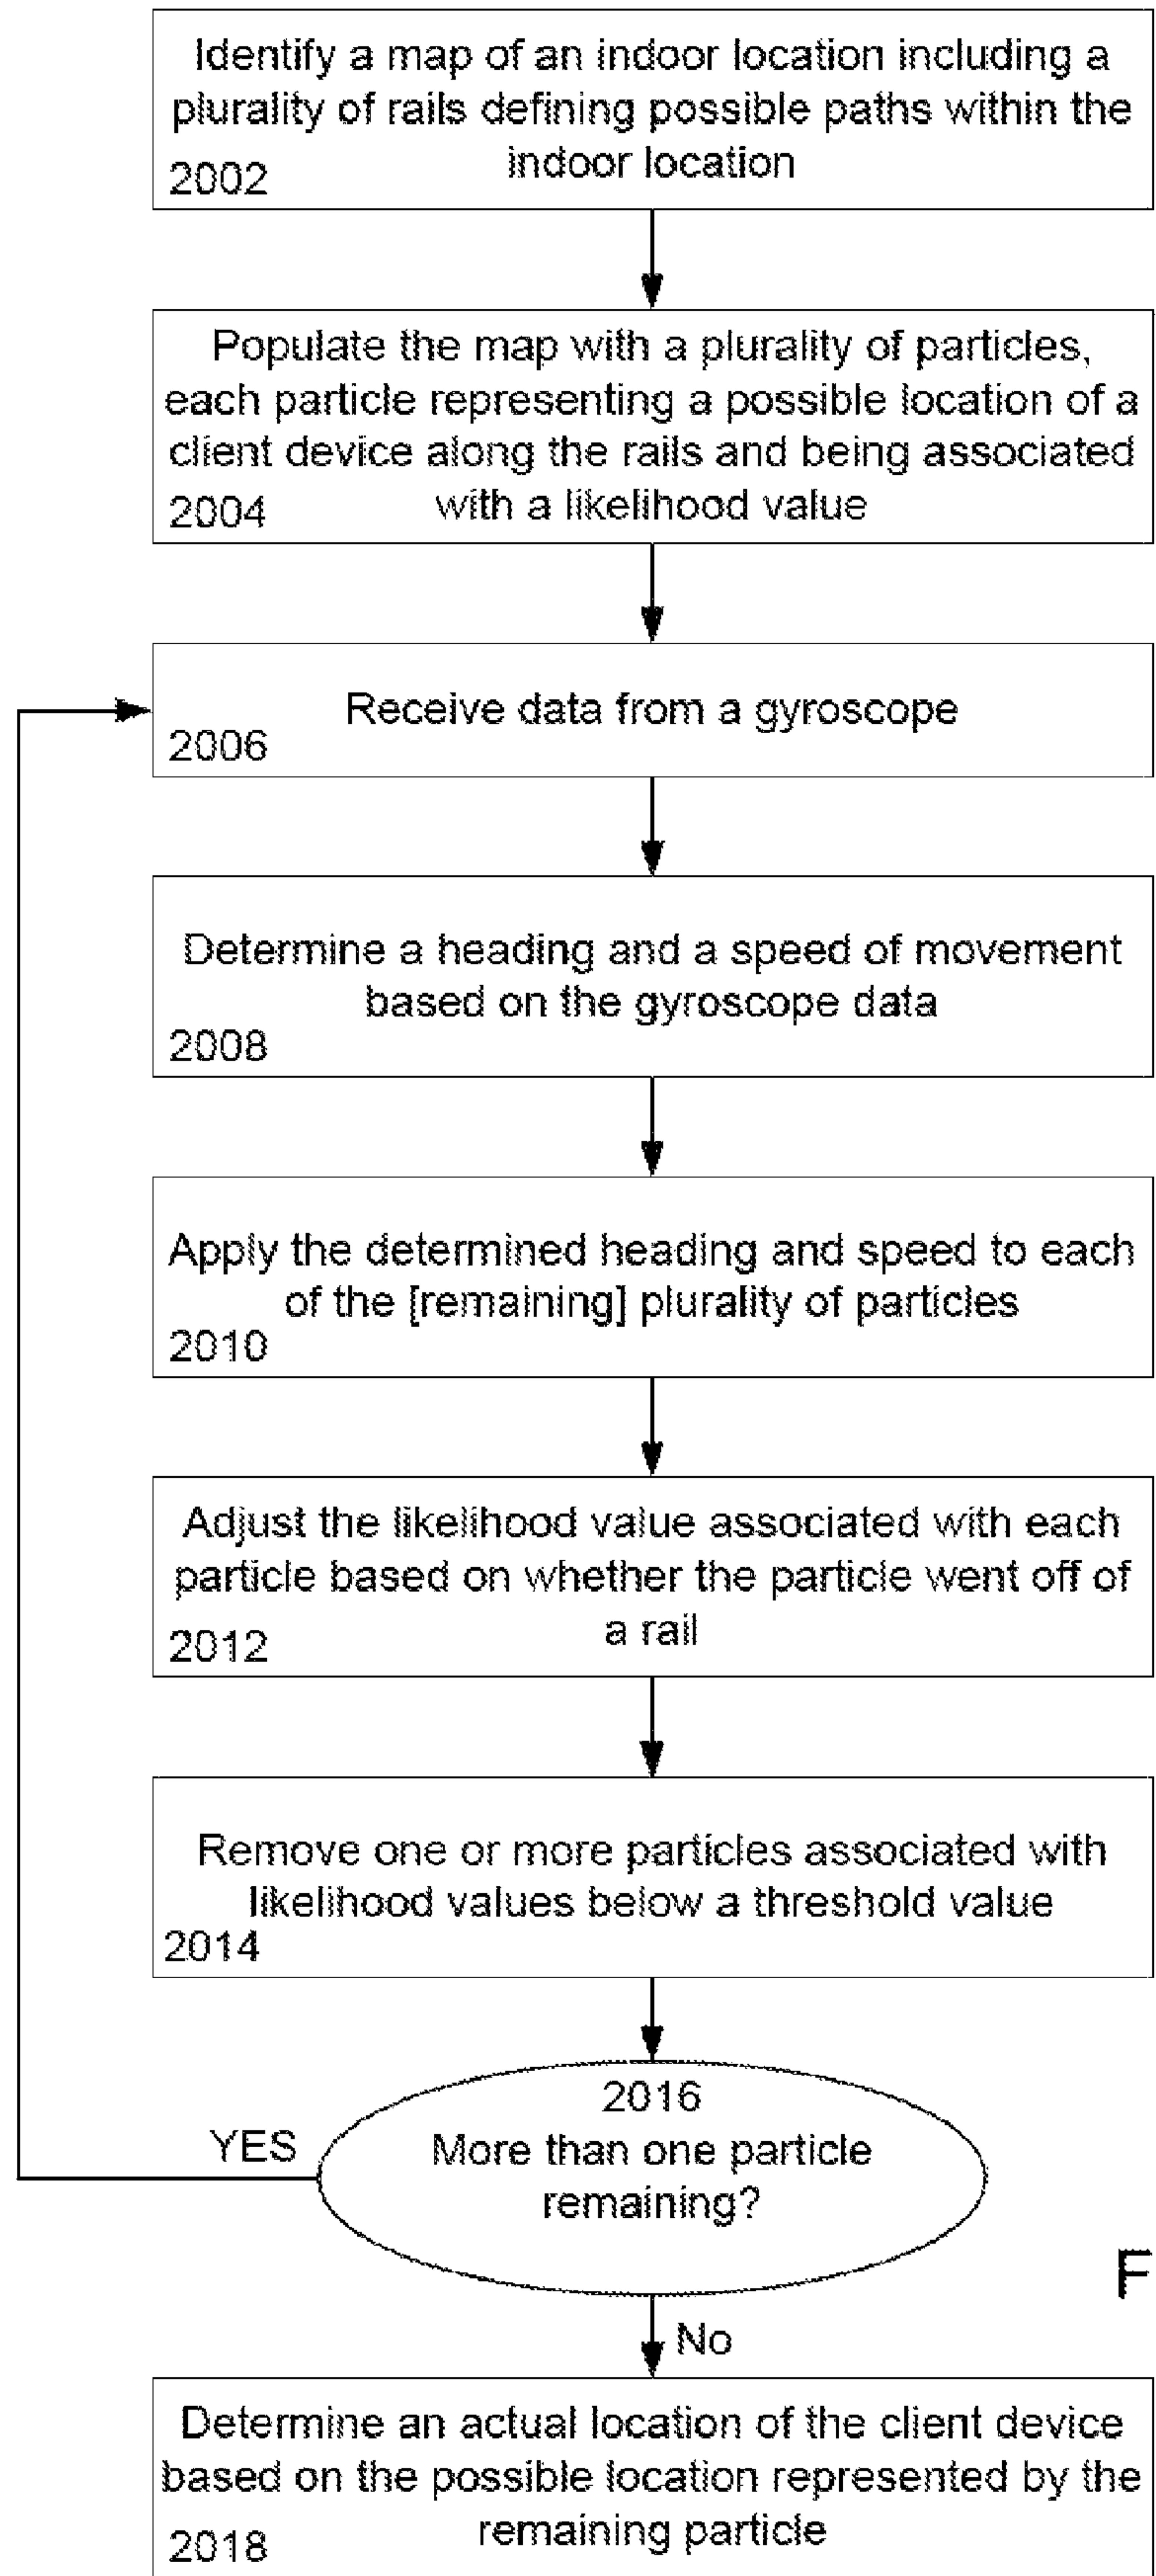 Identify a map of an indoor location including a
plurality of rails defining possible paths within the
indoor location
2002
Populate the map with a plurality of particles,
each particle representing a possible location of a
client device along the rails and being associated
with a likelihood value
2004
Receive data from a gyroscope
2006
Determine a heading and a speed of movement
based on the gyroscope data
2008
Apply the determined heading and speed to each
of the [remaining] plurality of particles
2010
Adjust the likelihood value associated with each
particle based on whether the particle went off of
a rail
2012
Remove one or more particles associated with
likelihood values below a threshold value
2014
2016
YES
More than one particle
remaining?
F
No
Determine an actual location of the client device
based on the possible location represented by the
remaining particle
2018